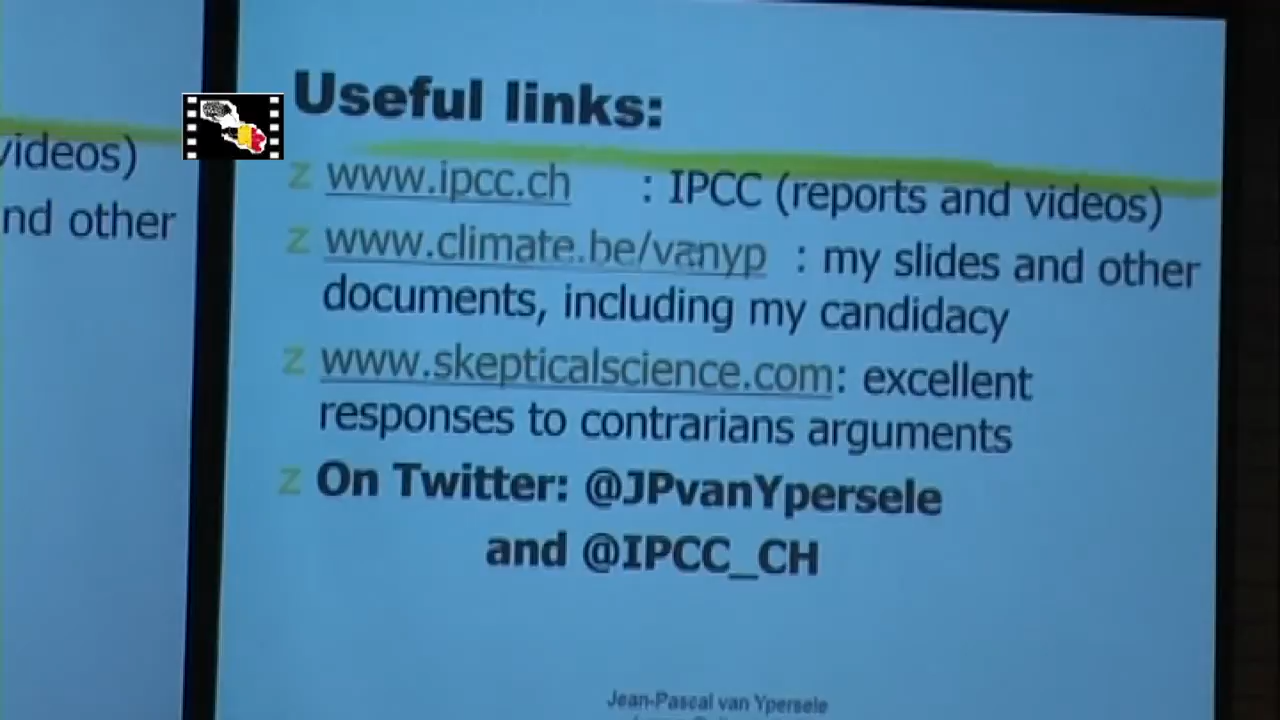 Useful links:
videos)
z www.ipcc.ch : IPCC (reports and videos)
nd other
z www.climate.be/vanyp : my slides and other
documents, including my candidacy
z www.skepticalscience.com: excellent
responses to contrarians arguments
z On Twitter: @JPvanYpersele
and @IPCC_CH
Jean-Pascal van Ypersele